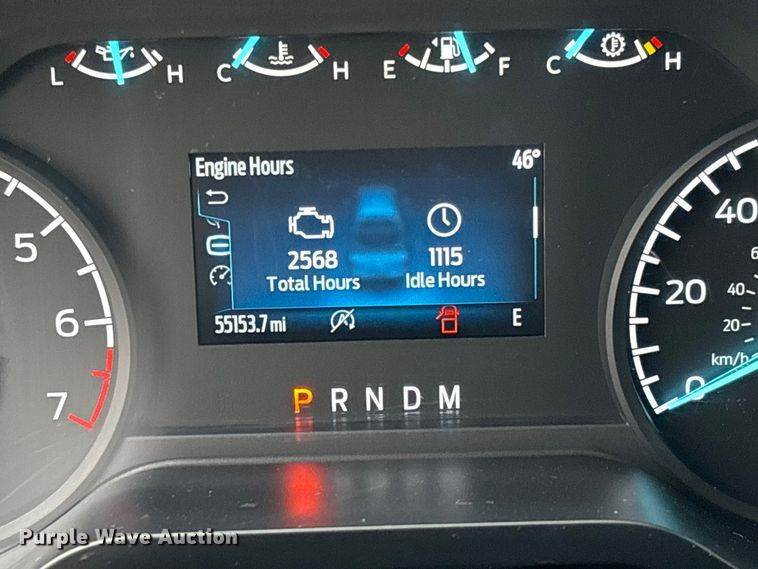 L H C H E F C H
Engine Hours 46°
2568 1115
Total Hours Idle Hours
55153.7 mi E
5
6
7
40
20
0
60
40
20
km/h
P R N D M
Purple Wave Auction